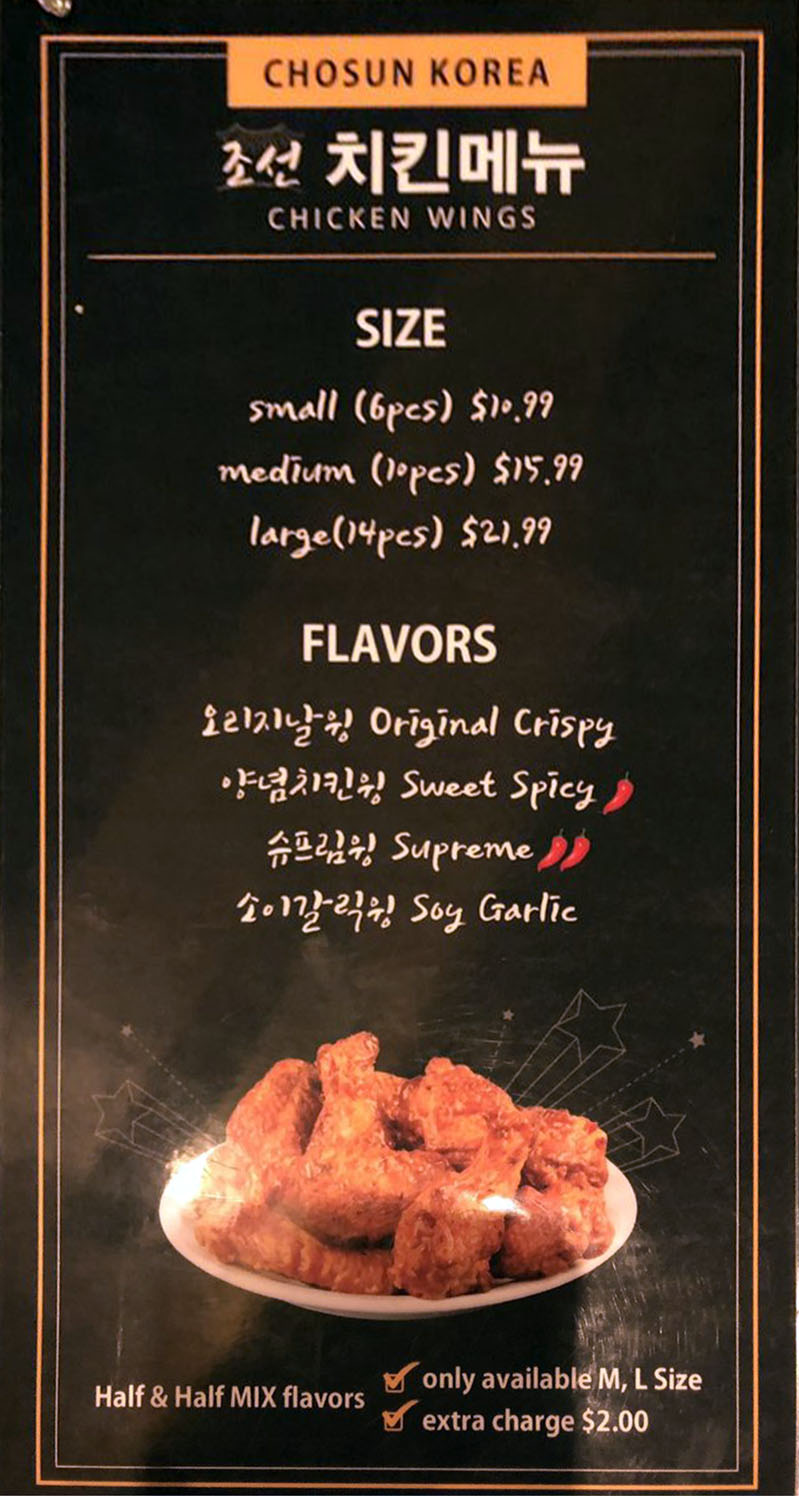 CHOSUN KOREA
조선 치킨메뉴
CHICKEN WINGS
SIZE
small (6pcs) $10.99
medium (10pcs) $15.99
large(14pcs) $21.99
FLAVORS
오리지날윙 Original Crispy
양념치킨윙 Sweet Spicy
슈프림윙 Supreme
소이갈릭윙 Soy Garlic
Half & Half MIX flavors
only available M, L Size
extra charge $2.00